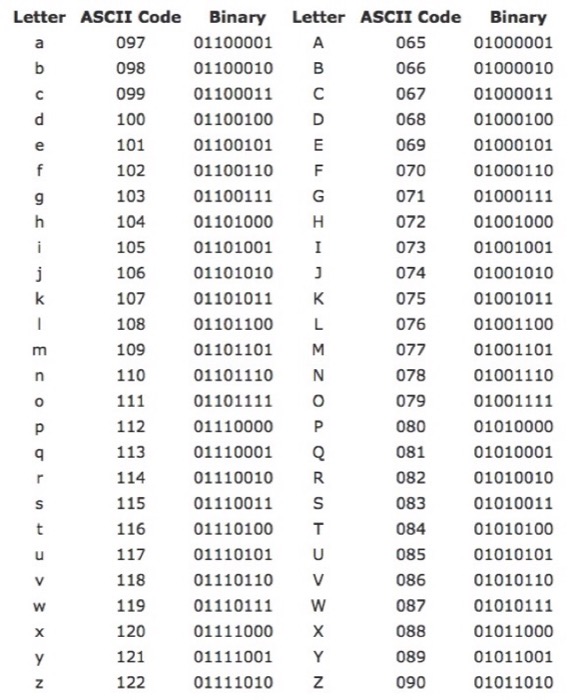 Letter ASCII Code Binary Letter ASCII Code Binary
a 097 01100001 A 065 01000001
b 098 01100010 B 066 01000010
c 099 01100011 C 067 01000011
d 100 01100100 D 068 01000100
e 101 01100101 E 069 01000101
f 102 01100110 F 070 01000110
g 103 01100111 G 071 01000111
h 104 01101000 H 072 01001000
i 105 01101001 I 073 01001001
j 106 01101010 J 074 01001010
k 107 01101011 K 075 01001011
l 108 01101100 L 076 01001100
m 109 01101101 M 077 01001101
n 110 01101110 N 078 01001110
o 111 01101111 O 079 01001111
p 112 01110000 P 080 01010000
q 113 01110001 Q 081 01010001
r 114 01110010 R 082 01010010
s 115 01110011 S 083 01010011
t 116 01110100 T 084 01010100
u 117 01110101 U 085 01010101
v 118 01110110 V 086 01010110
w 119 01110111 W 087 01010111
x 120 01111000 X 088 01011000
y 121 01111001 Y 089 01011001
z 122 01111010 Z 090 01011010